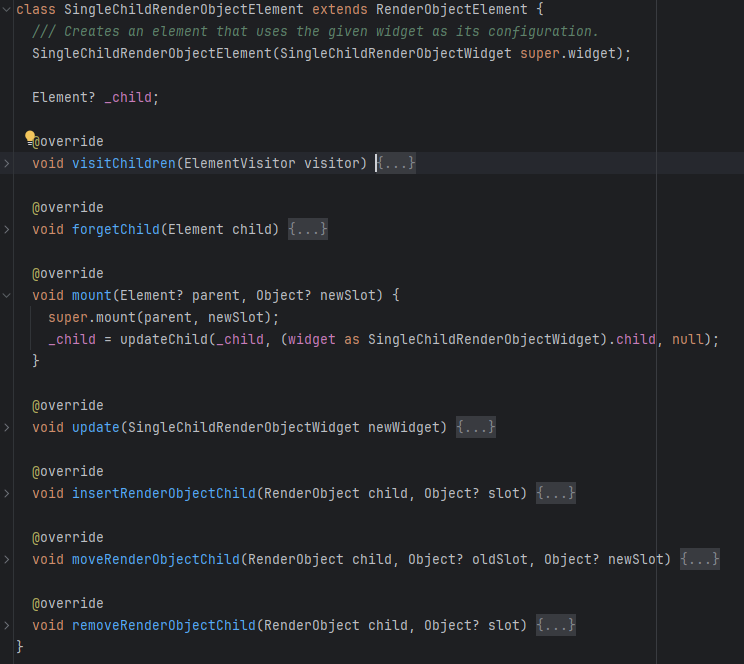 class SingleChildRenderObjectElement extends RenderObjectElement {
/// Creates an element that uses the given widget as its configuration.
SingleChildRenderObjectElement(SingleChildRenderObjectWidget super.widget);
Element? _child;
@override
void visitChildren(ElementVisitor visitor) {...}
@override
void forgetChild(Element child) {...}
@override
void mount(Element? parent, Object? newSlot) {
super.mount(parent, newSlot);
_child = updateChild(_child, (widget as SingleChildRenderObjectWidget).child, null);
}
@override
void update(SingleChildRenderObjectWidget newWidget) {...}
@override
void insertRenderObjectChild(RenderObject child, Object? slot) {...}
@override
void moveRenderObjectChild(RenderObject child, Object? oldSlot, Object? newSlot) {...}
@override
void removeRenderObjectChild(RenderObject child, Object? slot) {...}
}